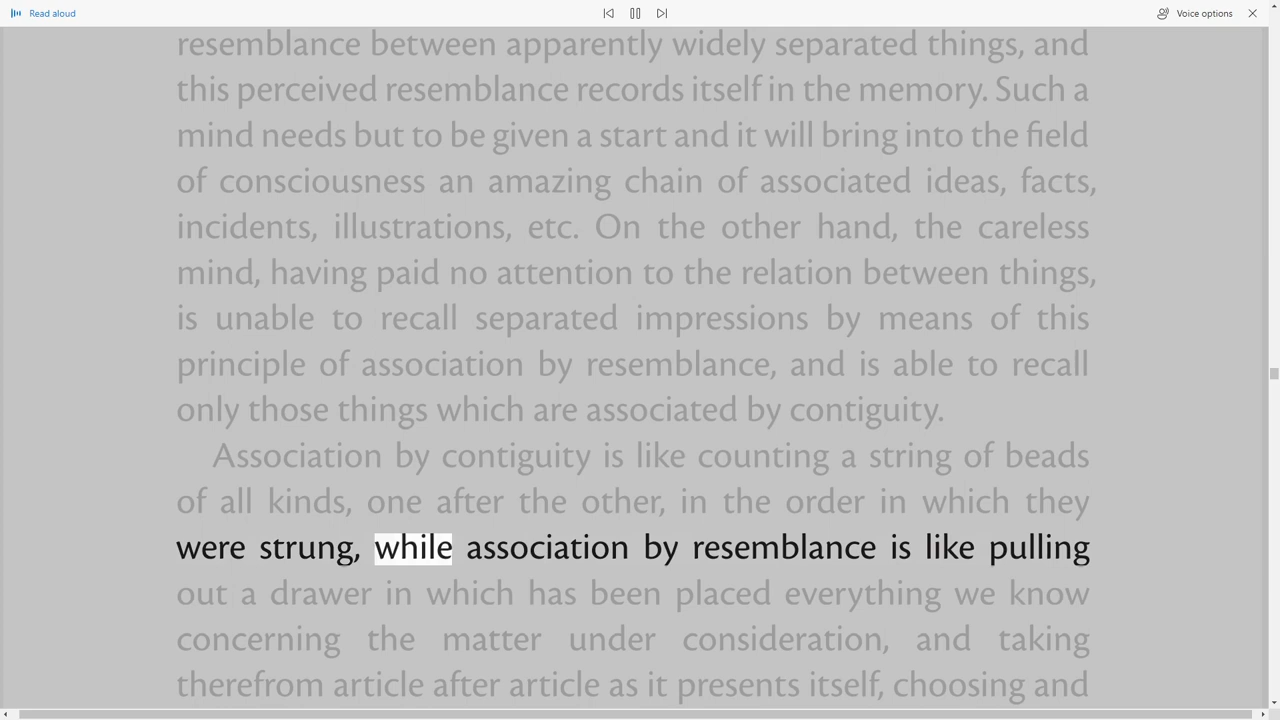 Read aloud
Voice options
resemblance between apparently widely separated things, and
this perceived resemblance records itself in the memory. Such a
mind needs but to be given a start and it will bring into the field
of consciousness an amazing chain of associated ideas, facts,
incidents, illustrations, etc. On the other hand, the careless
mind, having paid no attention to the relation between things,
is unable to recall separated impressions by means of this
principle of association by resemblance, and is able to recall
only those things which are associated by contiguity.
Association by contiguity is like counting a string of beads
of all kinds, one after the other, in the order in which they
were strung, while association by resemblance is like pulling
out a drawer in which has been placed everything we know
concerning the matter under consideration, and taking
therefrom article after article as it presents itself, choosing and